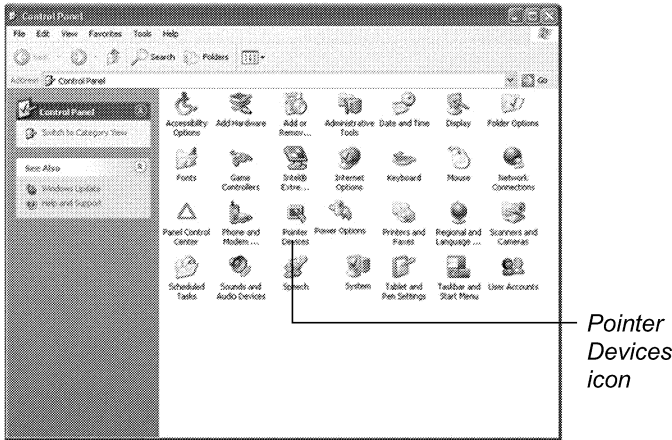 Control Panel
File Edit View Favorites Tools Help
Search Folders
Address Control Panel Go
Control Panel
Switch to Category View
See Also
Windows Update
Help and Support
Accessibility Options
Add Hardware
Add or Remov...
Administrative Tools
Date and Time
Display
Folder Options
Fonts
Game Controllers
Intel® Extre...
Internet Options
Keyboard
Mouse
Network Connections
Panel Control Center
Phone and Modem ...
Pointer Devices
Power Options
Printers and Faxes
Regional and Language ...
Scanners and Cameras
Scheduled Tasks
Sounds and Audio Devices
Speech
System
Tablet and Pen Settings
Taskbar and Start Menu
User Accounts
Pointer
Devices
icon